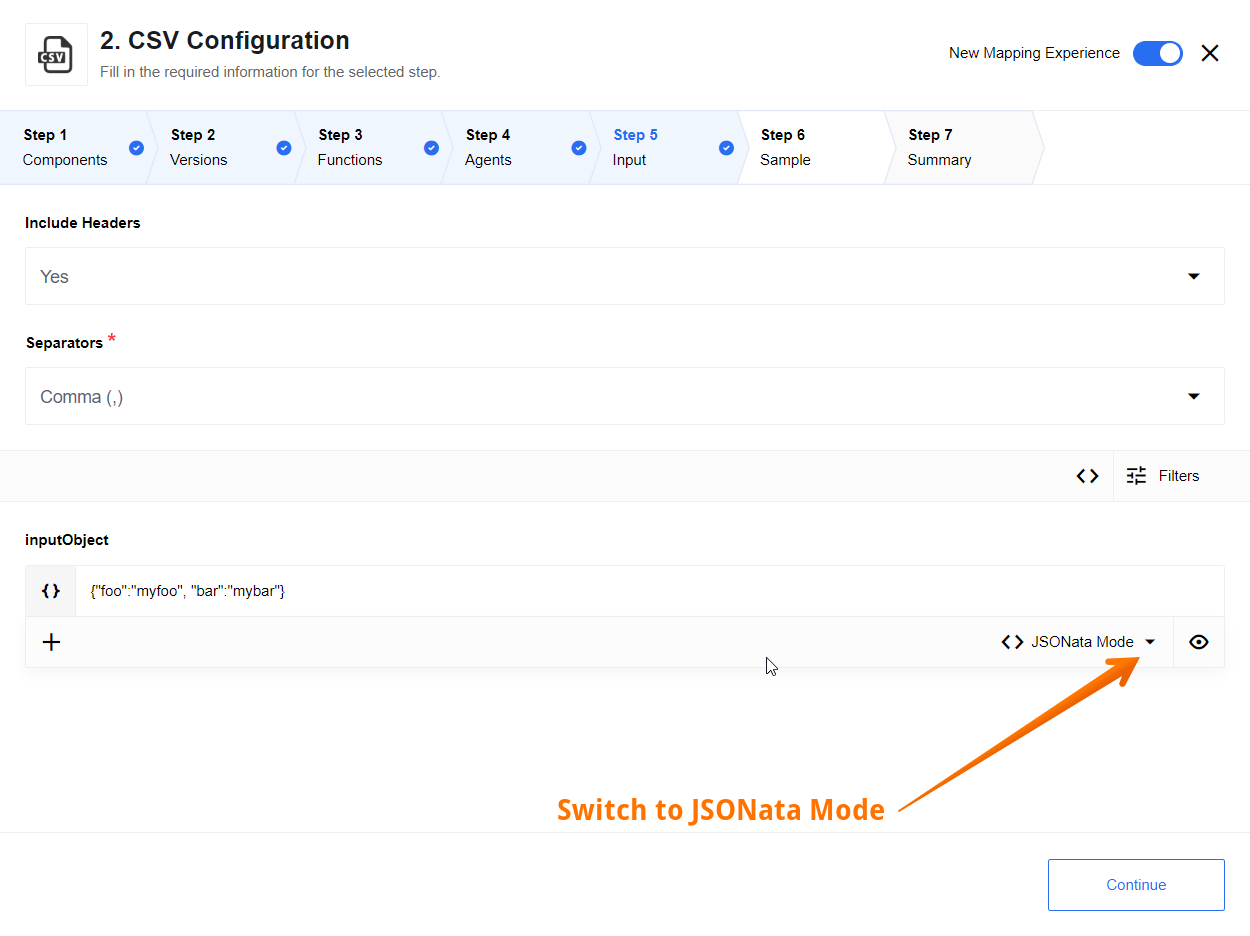 CSV
2. CSV Configuration
Fill in the required information for the selected step.
New Mapping Experience
Step 1
Components
Step 2
Versions
Step 3
Functions
Step 4
Agents
Step 5
Input
Step 6
Sample
Step 7
Summary
Include Headers
Yes
Separators *
Comma (,)
<> Filters
inputObject
{} {"foo":"myfoo", "bar":"mybar"}
+ <> JSONata Mode
Switch to JSONata Mode
Continue